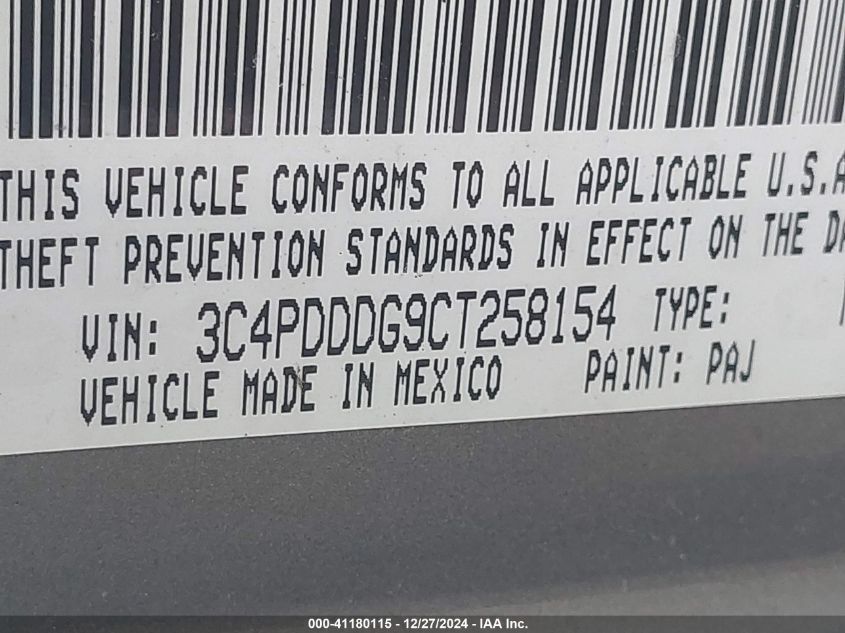 THIS VEHICLE CONFORMS TO ALL APPLICABLE U.S.A
THEFT PREVENTION STANDARDS IN EFFECT ON THE DA
VIN: 3C4PDDDG9CT258154 TYPE:
VEHICLE MADE IN MEXICO PAINT: PAJ
000-41180115 - 12/27/2024 - IAA Inc.